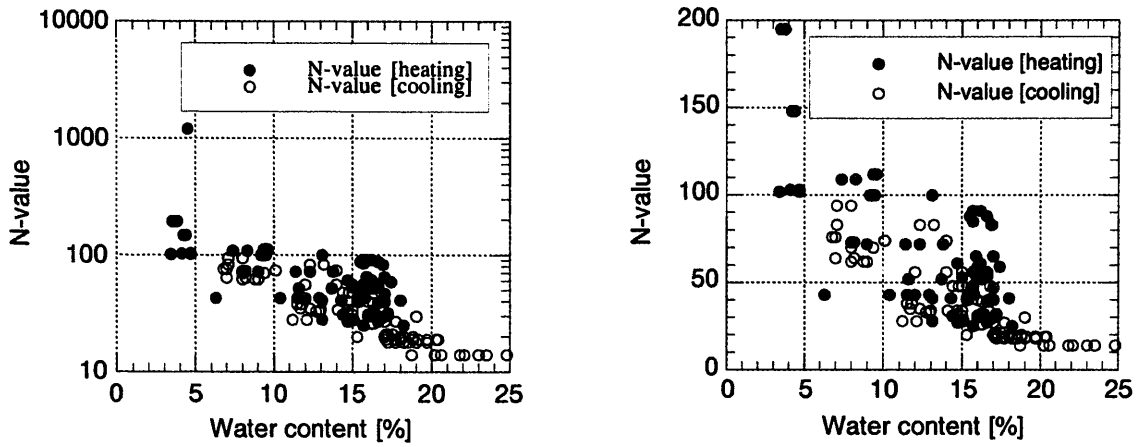 10000
1000
100
10
N-value
N-value [heating]
N-value [cooling]
0
5
10
15
20
25
Water content [%]
200
150
100
50
0
N-value
N-value [heating]
N-value [cooling]
0
5
10
15
20
25
Water content [%]